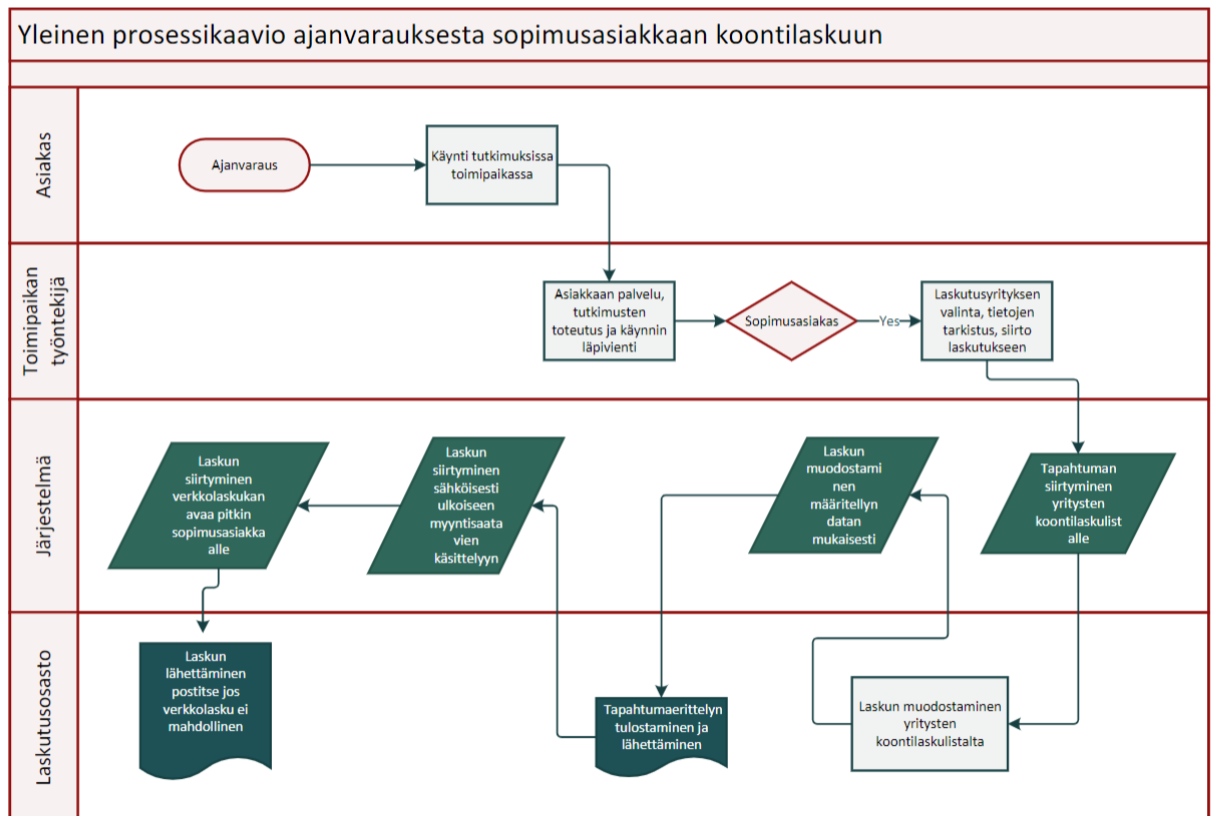 Yleinen prosessikaavio ajanvarauksesta sopimusasiakkaan koontilaskuun
Asiakas
Ajanvaraus
Käynti tutkimuksissa
toimipaikassa
Toimipaikan
työntekijä
Asiakkaan palvelu,
tutkimusten
toteutus ja käynnin
läpivienti
Sopimusasiakas
Yes
Laskutusyrityksen
valinta, tietojen
tarkistus, siirto
laskutukseen
Järjestelmä
Laskun
siirtyminen
verkkolaskukan
avaa pitkin
sopimusasiakka
alle
Laskun
siirtyminen
sähköisesti
ulkoiseen
myyntisaata
vien
käsittelyyn
Laskun
muodostami
nen
määritellyn
datan
mukaisesti
Tapahtuman
siirtyminen
yritysten
koontilaskulist
alle
Laskutusosasto
Laskun
lähettäminen
postitse jos
verkkolasku ei
mahdollinen
Tapahtumaerittelyn
tulostaminen ja
lähettäminen
Laskun muodostaminen
yritysten
koontilaskulistalta